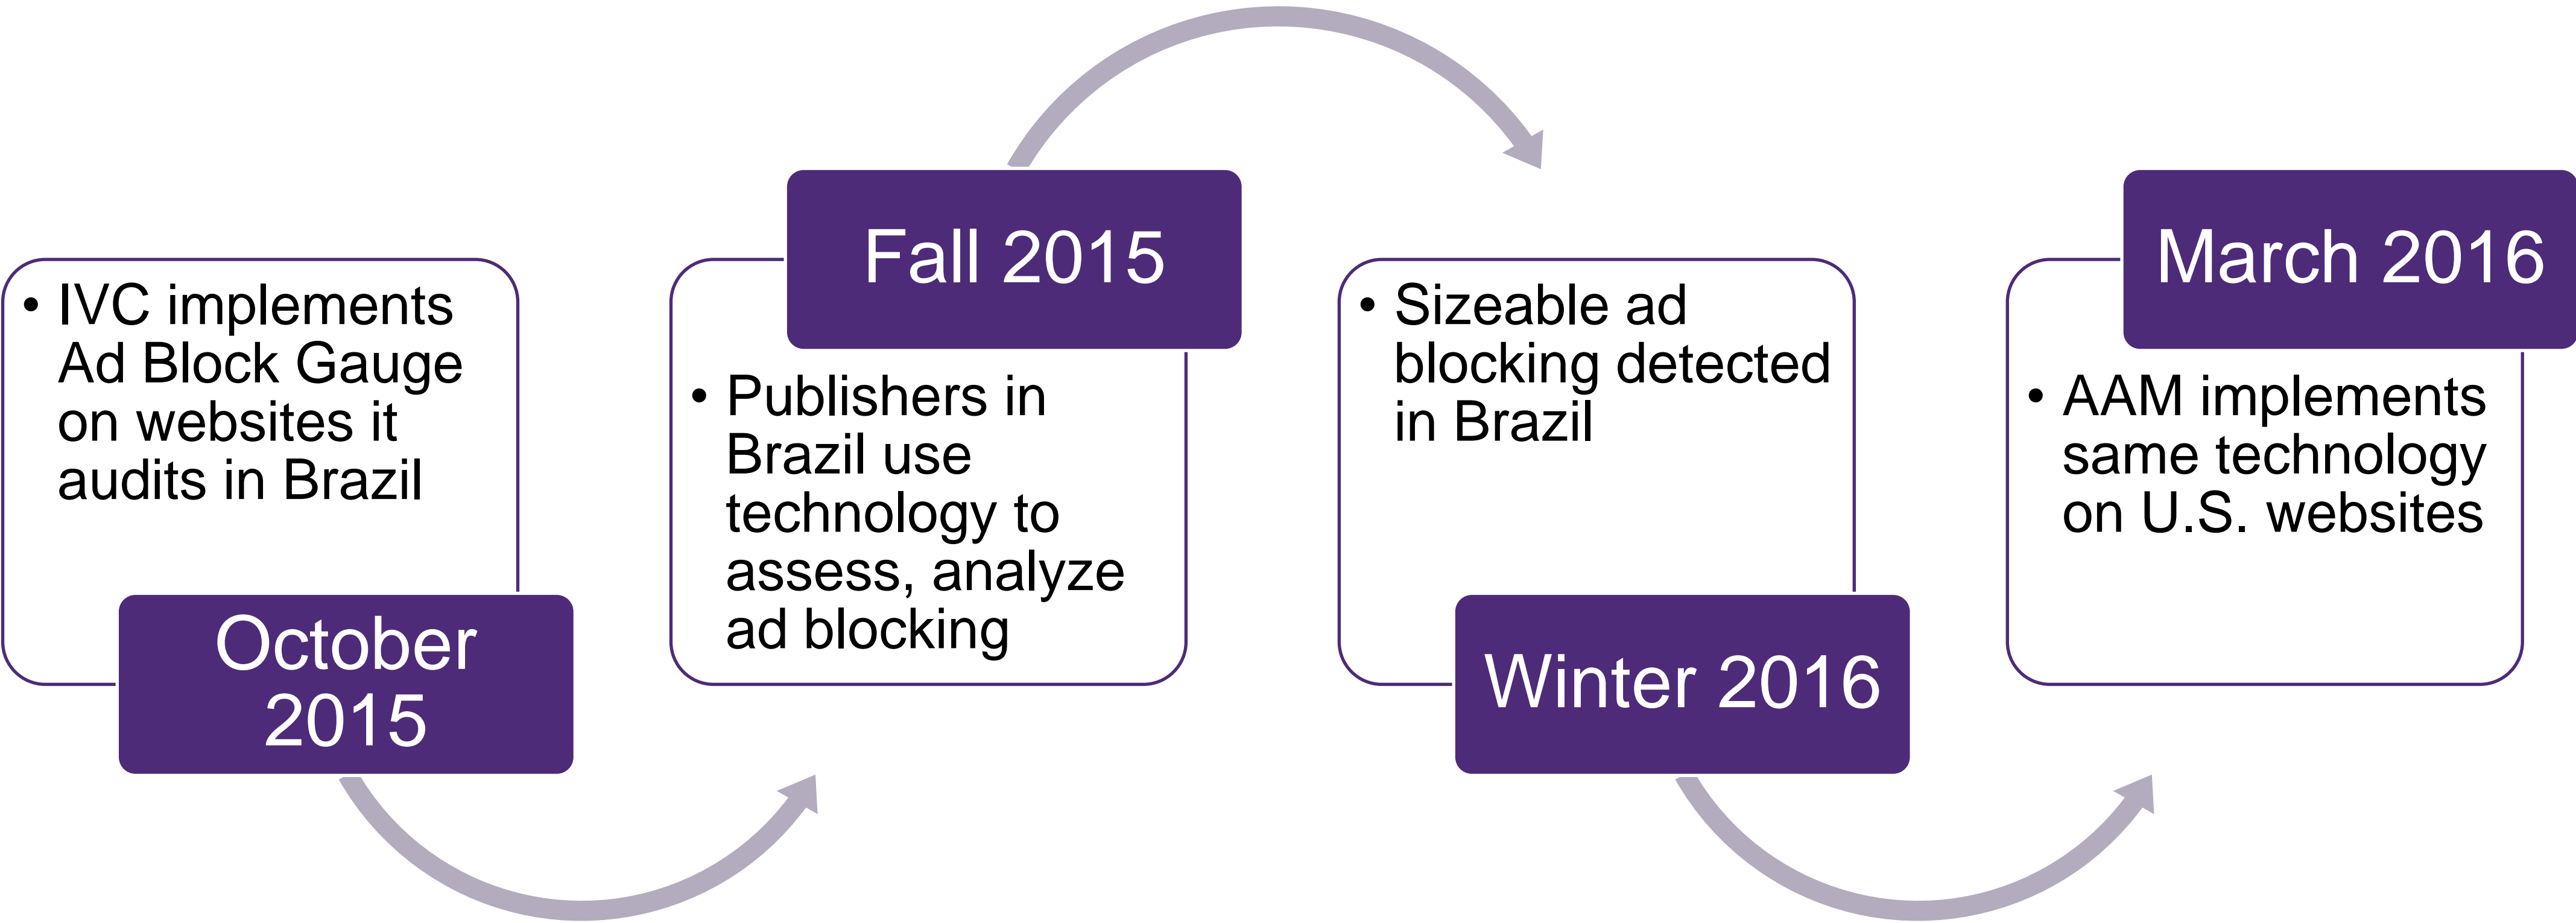 • IVC implements
Ad Block Gauge
on websites it
audits in Brazil
October
2015
Fall 2015
• Publishers in
Brazil use
technology to
assess, analyze
ad blocking
• Sizeable ad
blocking detected
in Brazil
Winter 2016
March 2016
• AAM implements
same technology
on U.S. websites